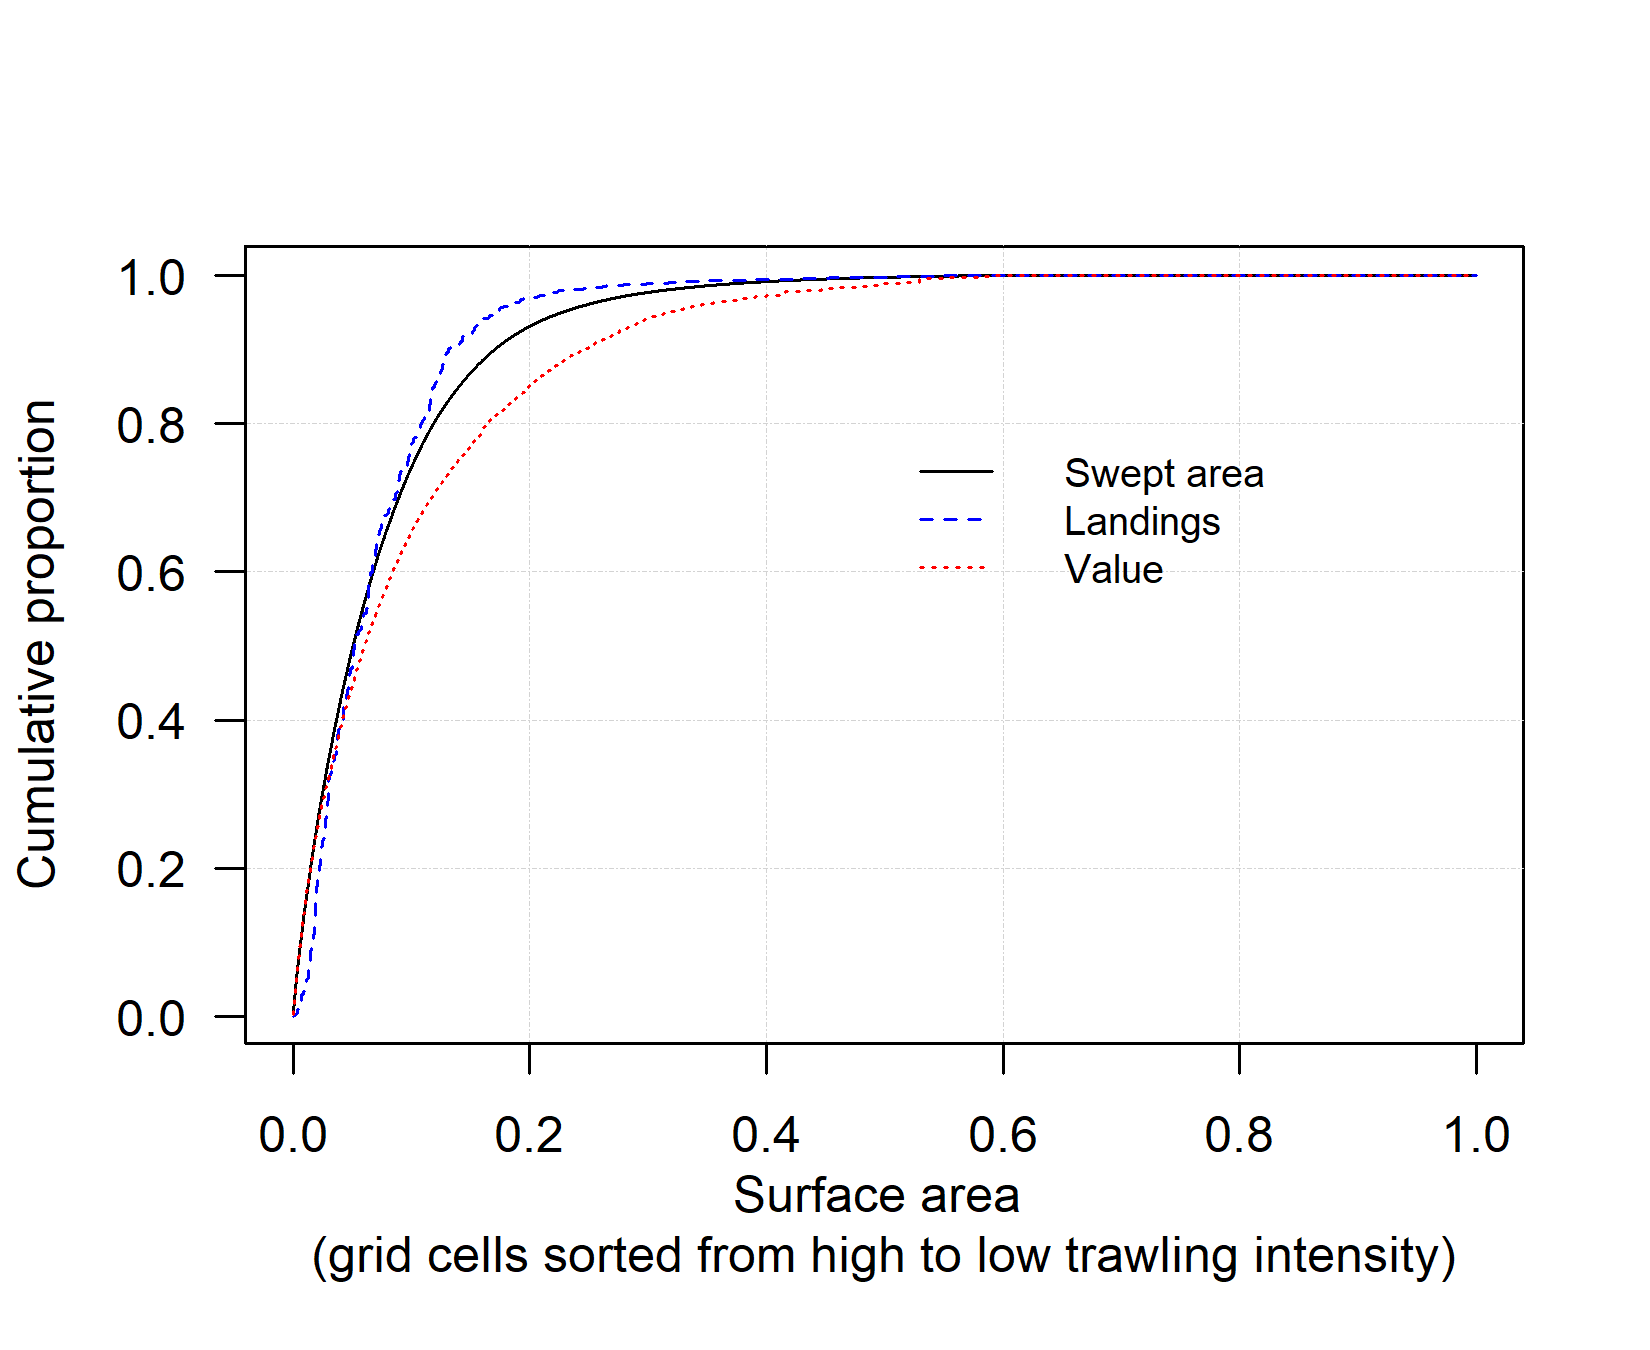 Cumulative proportion
1.0
0.8
0.6
0.4
0.2
0.0
Swept area
Landings
Value
0.0 0.2 0.4 0.6 0.8 1.0
Surface area
(grid cells sorted from high to low trawling intensity)